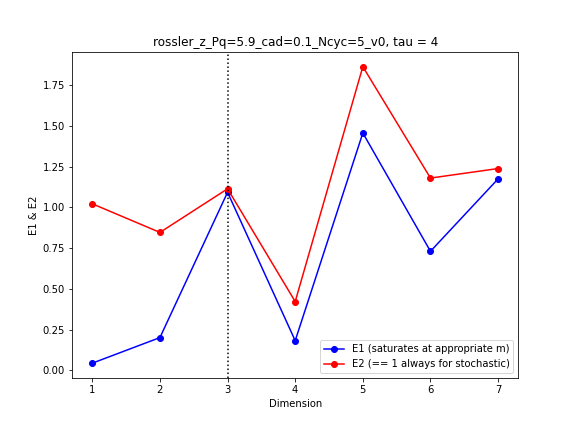 rossler_z_Pq=5.9_cad=0.1_Ncyc=5_v0, tau = 4
E1 & E2
1.75
1.50
1.25
1.00
0.75
0.50
0.25
0.00
E1 (saturates at appropriate m)
E2 (== 1 always for stochastic)
1 2 3 4 5 6 7
Dimension